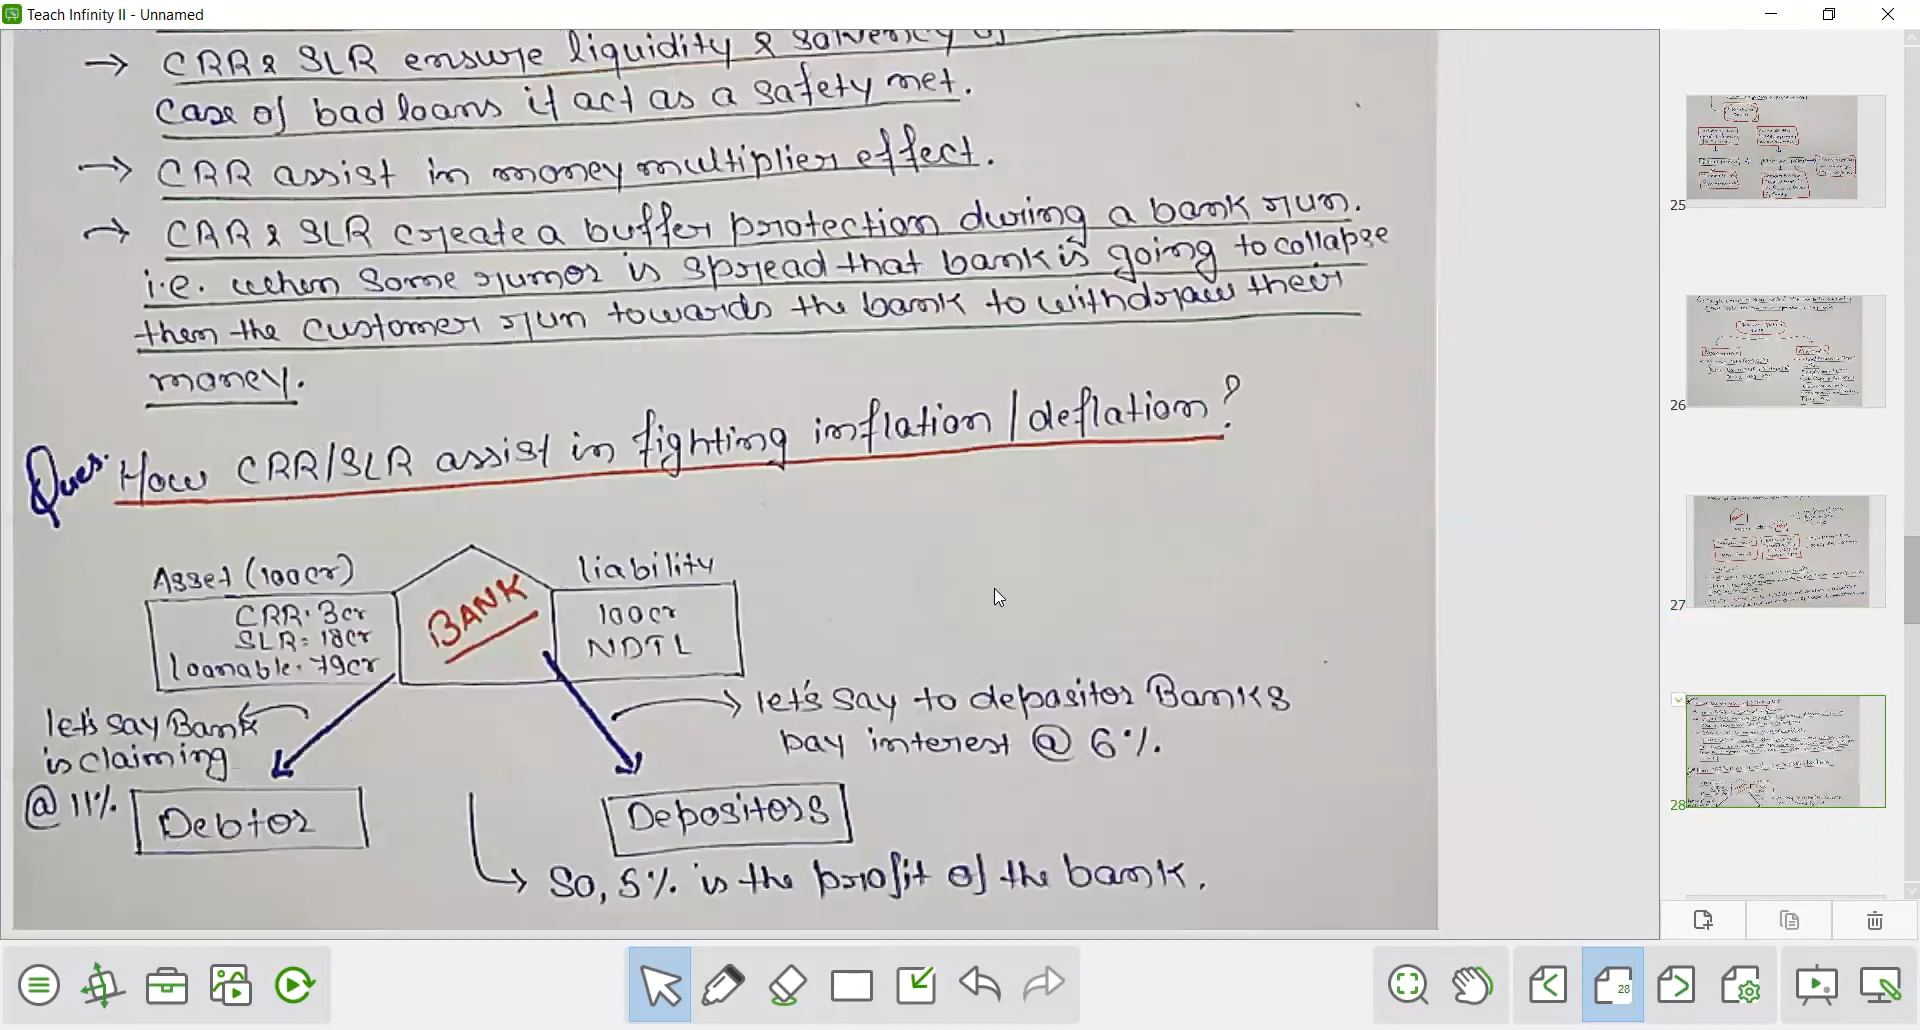 Teach Infinity II - Unnamed
→ CRR & SLR ensure liquidity & solvency of
case of bad loans it act as a safety net.
→ CRR assist in money multiplier effect.
→ CRR & SLR create a buffer protection during a bank run.
i.e. when some rumor is spread that bank is going to collapse
then the customer run towards the bank to withdraw their
money.
Ques. How CRR/SLR assist in fighting inflation/deflation?
Asset (100cr)
CRR. 3cr
SLR = 18cr
loanable. 79cr
BANK
liability
100cr
NDTL
let's say Bank
is claiming
@ 11%
Debtor
→ let's say to depositor Banks
pay interest @ 6%.
Depositors
→ So, 5% is the profit of the bank.
25
26
27
28
28